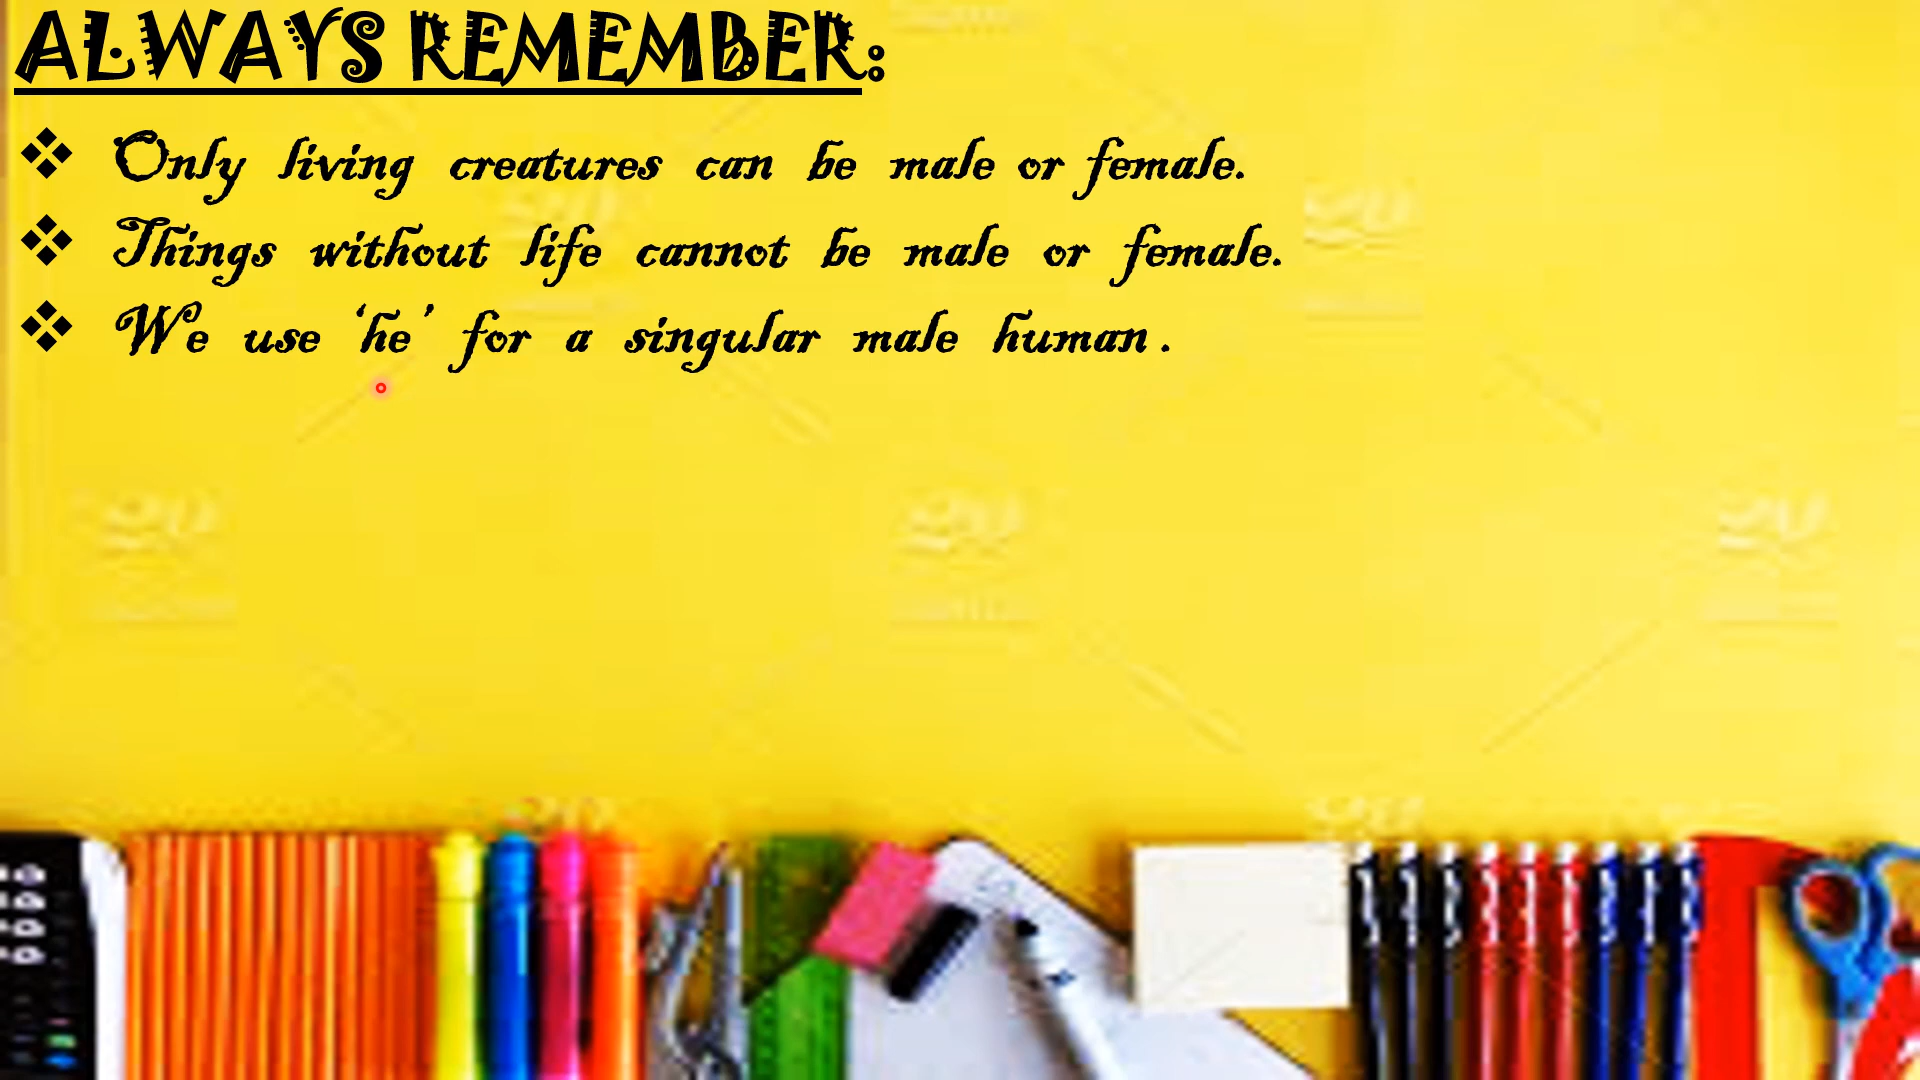 ALWAYS REMEMBER:
❖ Only living creatures can be male or female.
❖ Things without life cannot be male or female.
❖ We use ‘he’ for a singular male human .